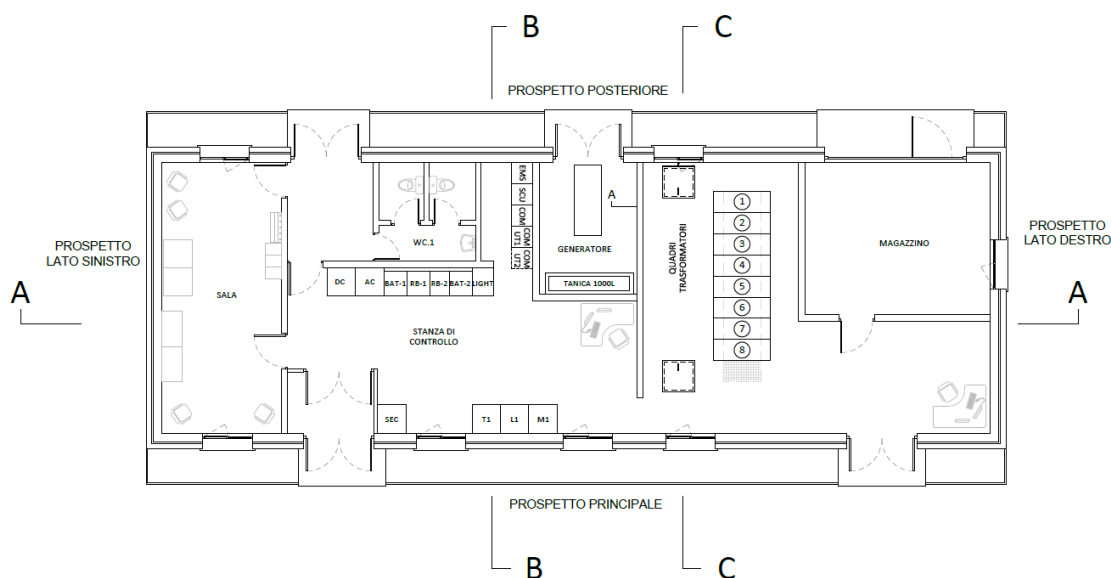 B
C
PROSPETTO POSTERIORE
EMS
SCU
COM
COM
UT1
COM
UT2
A
GENERATORE
TANICA 1000L
WC.1
DC
AC
BAT-1
RB-1
RB-2
BAT-2
LIGHT
QUADRI
TRASFORMATORI
1
2
3
4
5
6
7
8
MAGAZZINO
PROSPETTO
LATO SINISTRO
PROSPETTO
LATO DESTRO
A
A
SALA
STANZA DI
CONTROLLO
SEC
T1
L1
M1
PROSPETTO PRINCIPALE
B
C